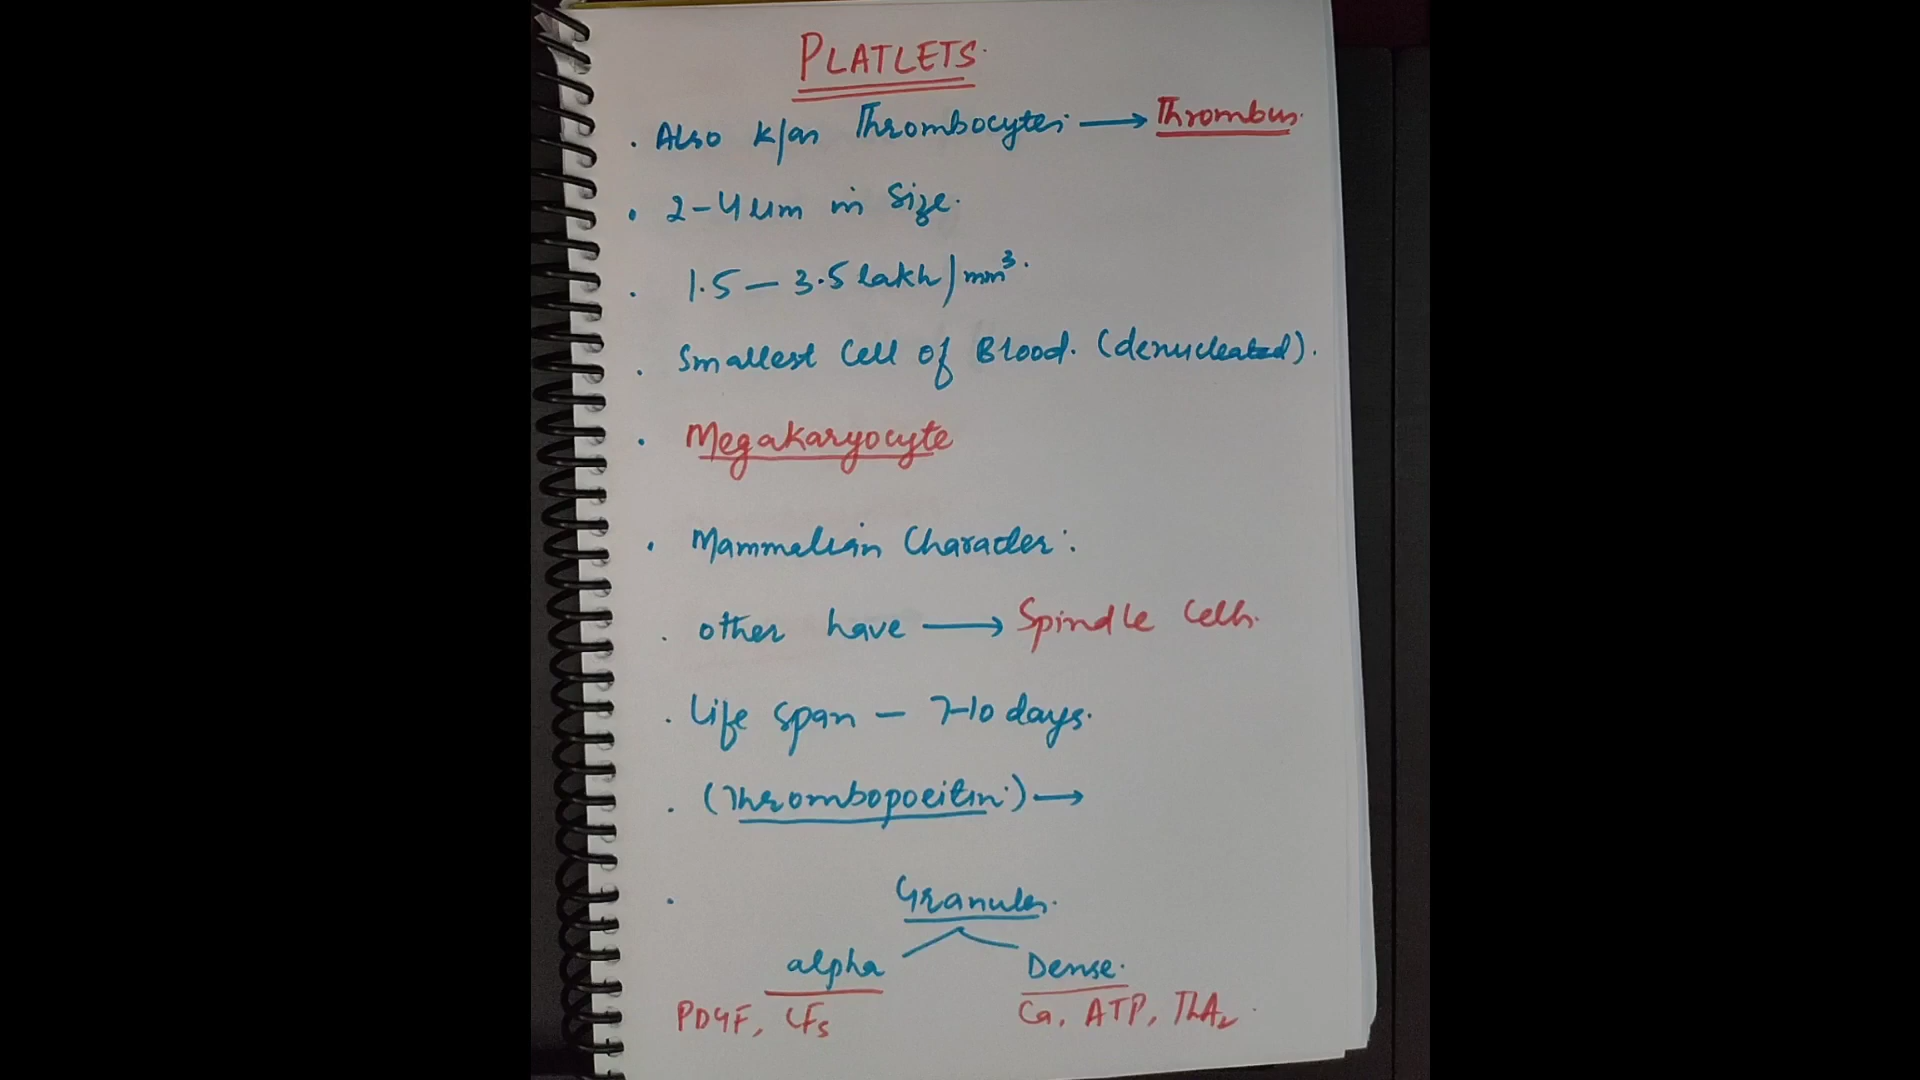 PLATLETS.
. Also k/as Thrombocytes. → Thrombus.
. 2-4 um in Size.
. 1.5 — 3.5 lakh/mm³.
. Smallest Cell of Blood. (denucleated).
. Megakaryocyte
. Mammalian Character:
. other have → Spindle Cells.
. Life span — 7-10 days.
. (Thrombopoeitin.) →
. Granules.
alpha Dense.
PDGF, CFs Ca, ATP, ThA₂.